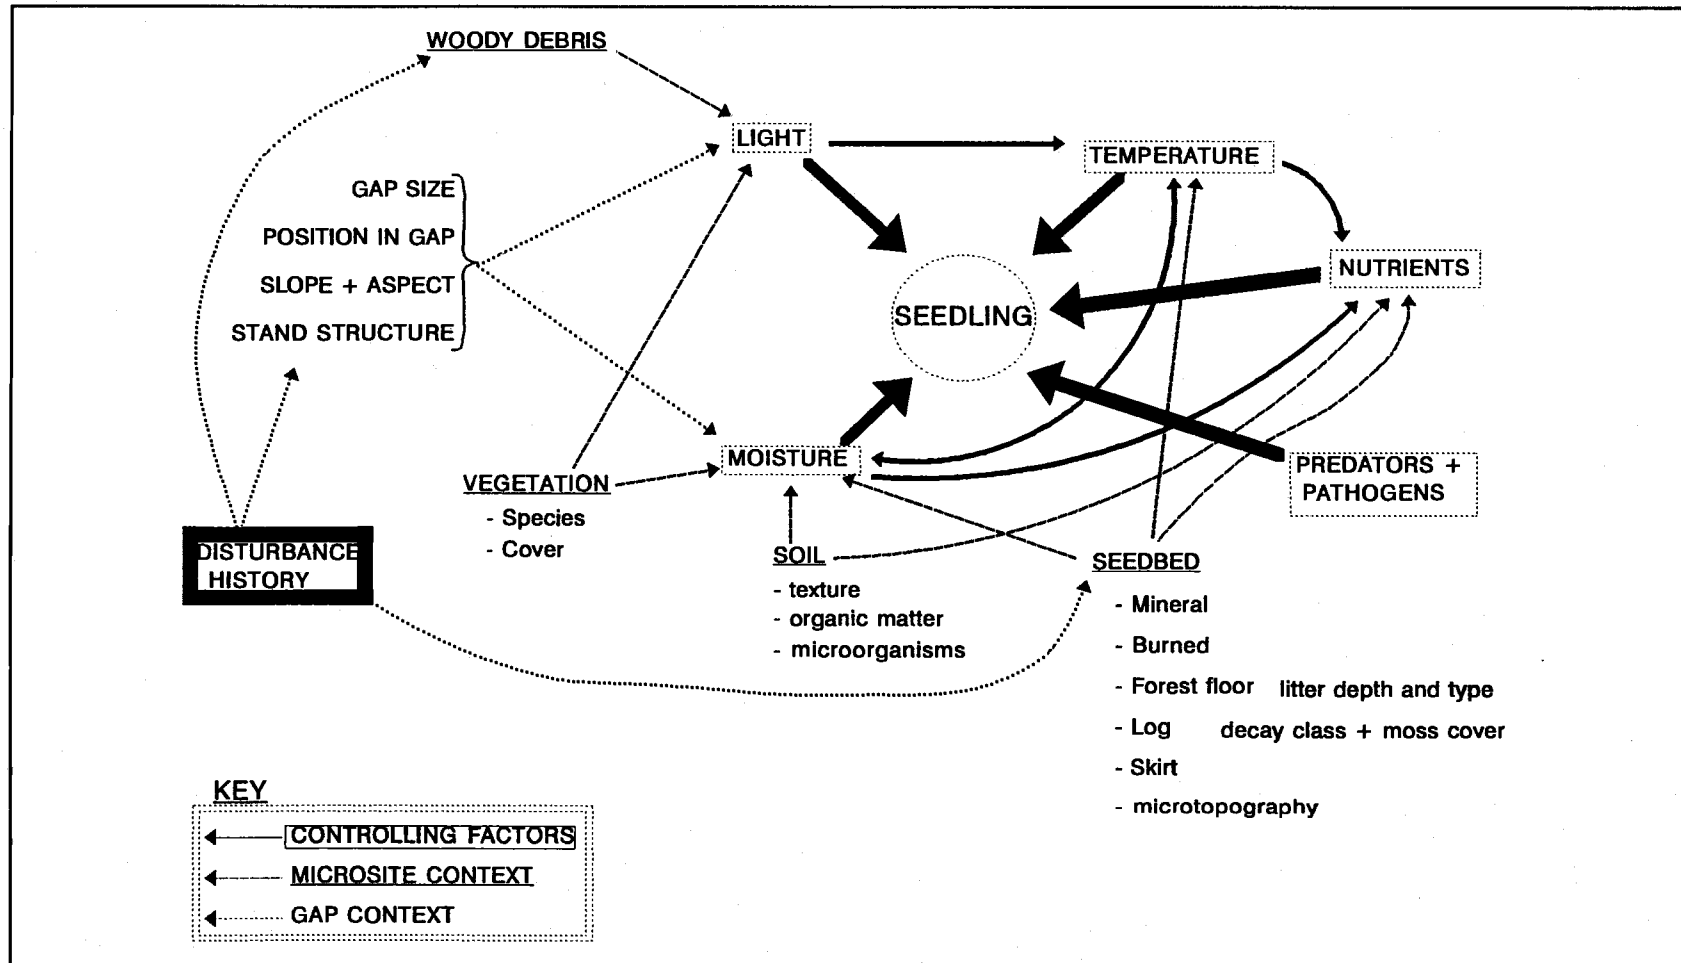 WOODY DEBRIS
LIGHT
TEMPERATURE
GAP SIZE
POSITION IN GAP
SLOPE + ASPECT
STAND STRUCTURE
NUTRIENTS
SEEDLING
MOISTURE
PREDATORS +
PATHOGENS
VEGETATION
- Species
- Cover
DISTURBANCE
HISTORY
SOIL
- texture
- organic matter
- microorganisms
SEEDBED
- Mineral
- Burned
- Forest floor litter depth and type
- Log decay class + moss cover
- Skirt
- microtopography
KEY
CONTROLLING FACTORS
MICROSITE CONTEXT
GAP CONTEXT